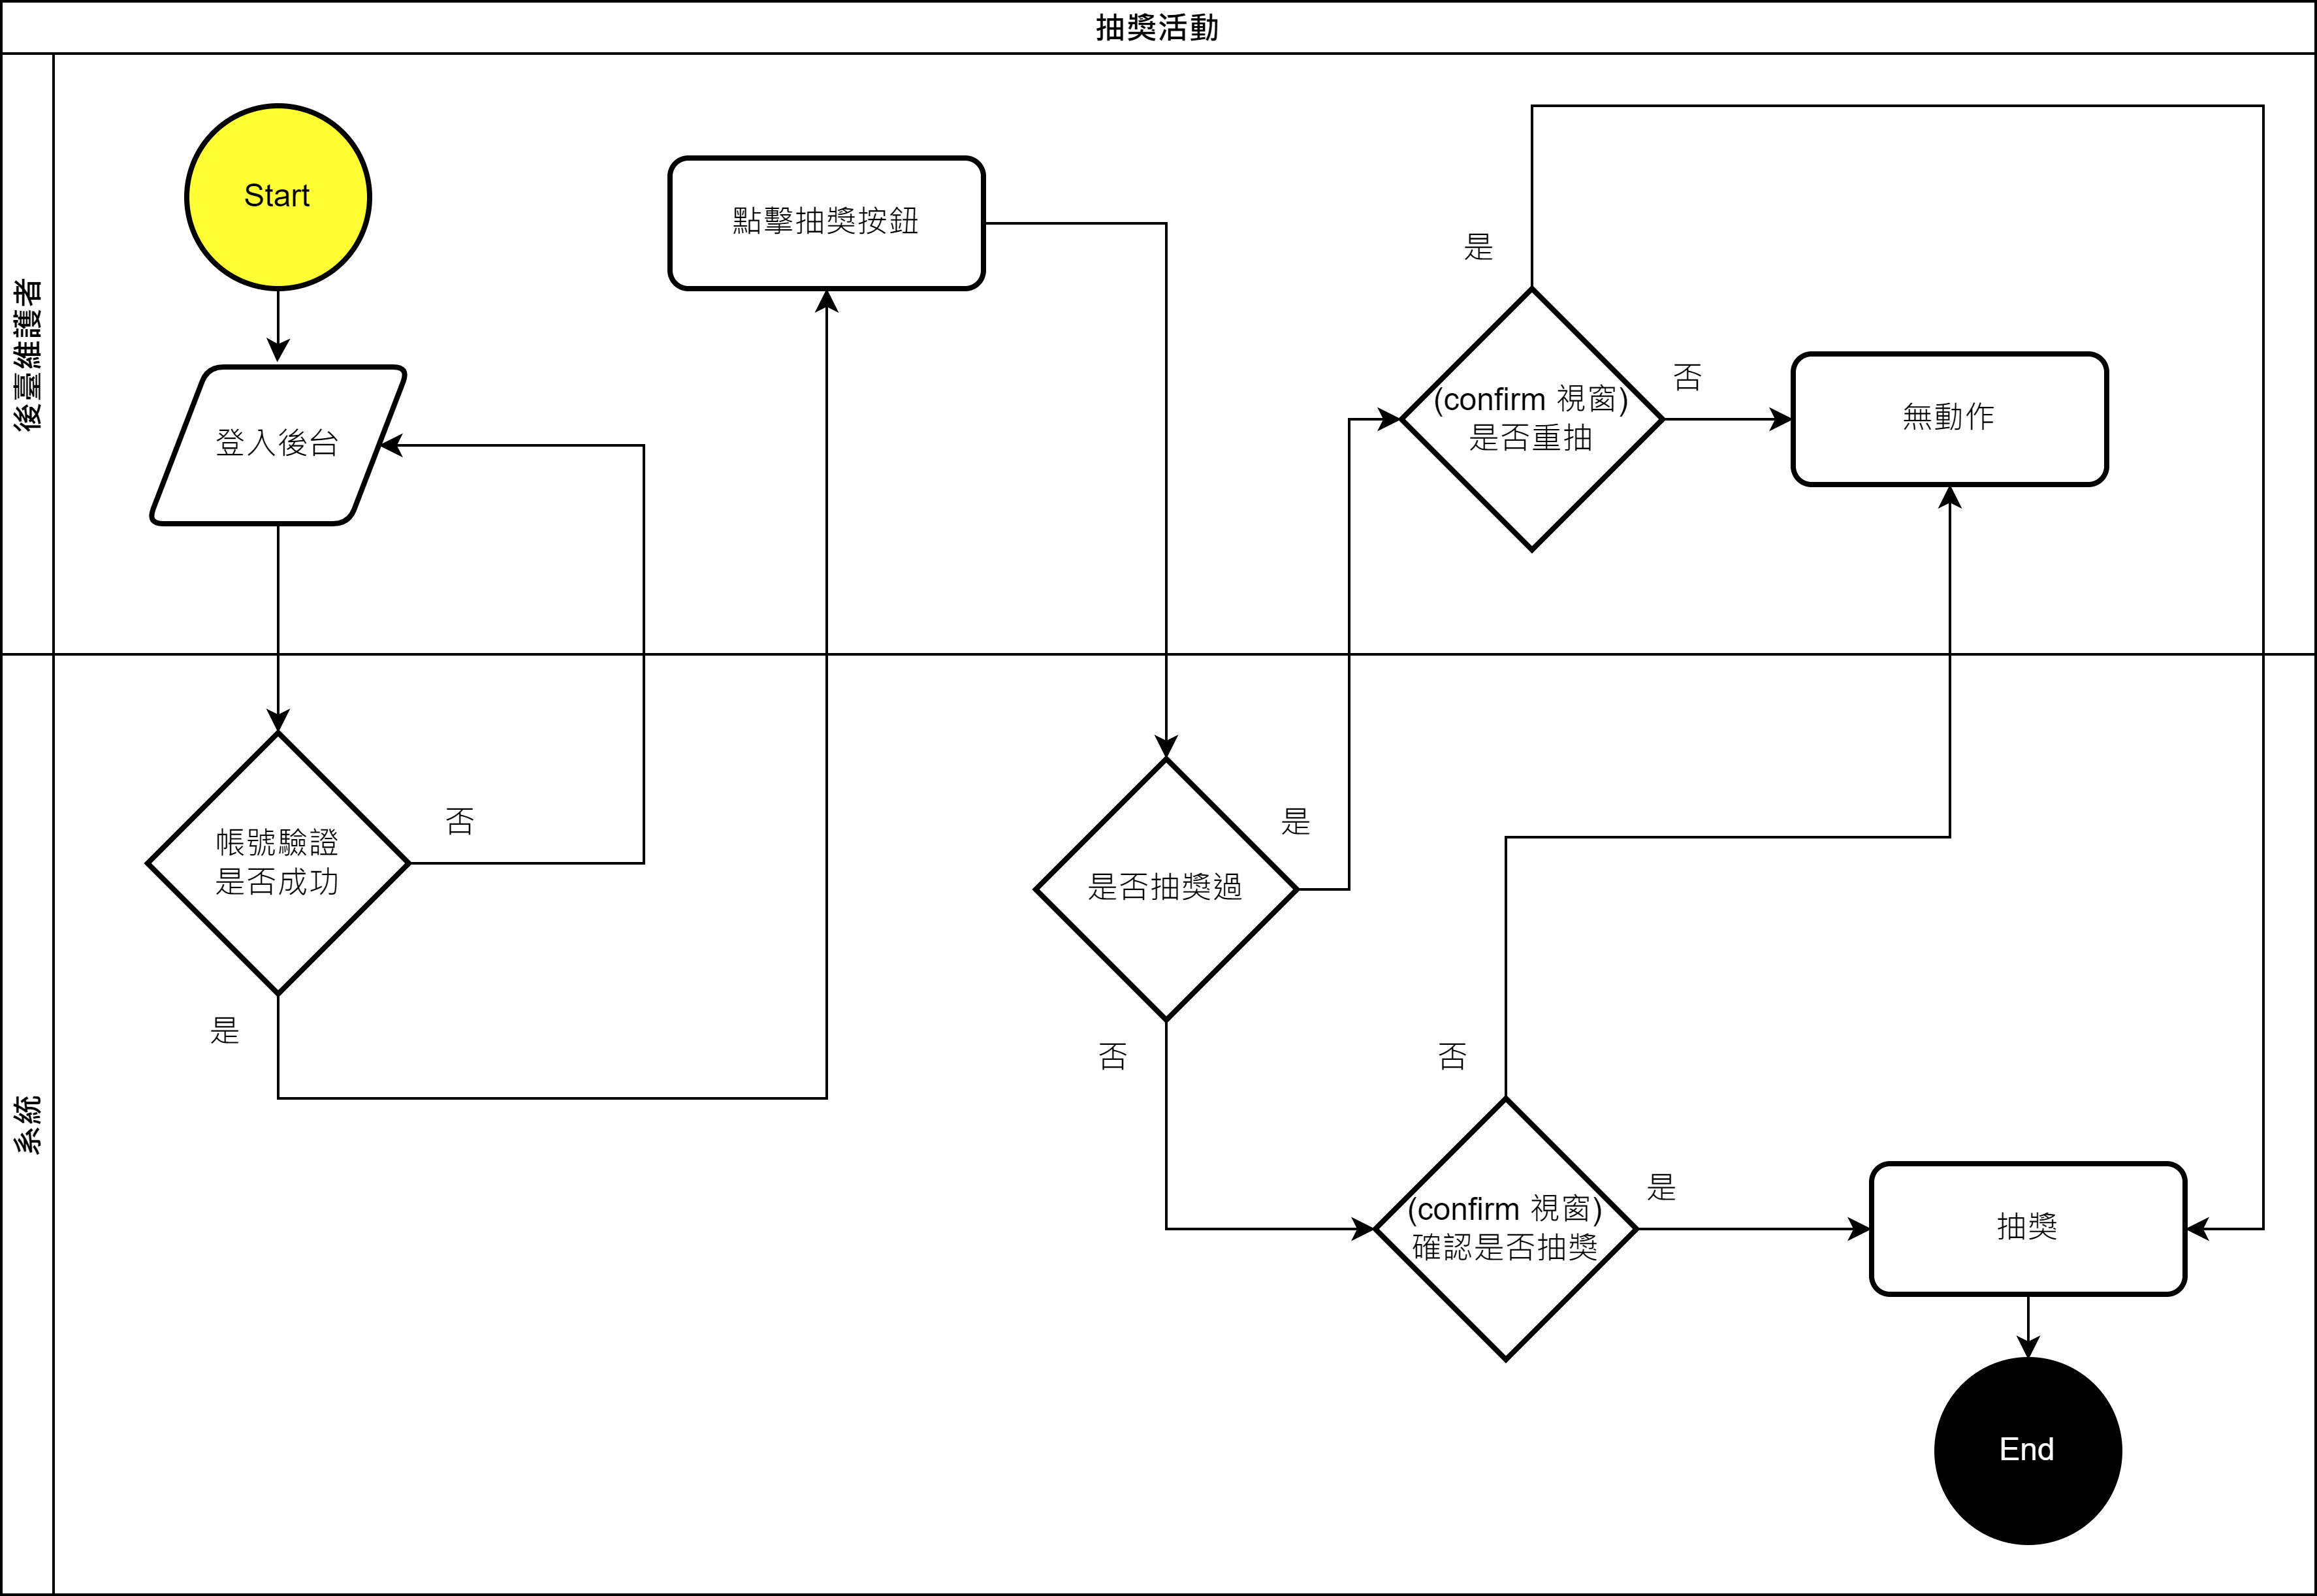 抽獎活動
後臺維護者
Start
點擊抽獎按鈕
是
登入後台
(confirm 視窗)
是否重抽
否
無動作
系統
帳號驗證
是否成功
否
是
是否抽獎過
是
否
否
(confirm 視窗)
確認是否抽獎
是
抽獎
End